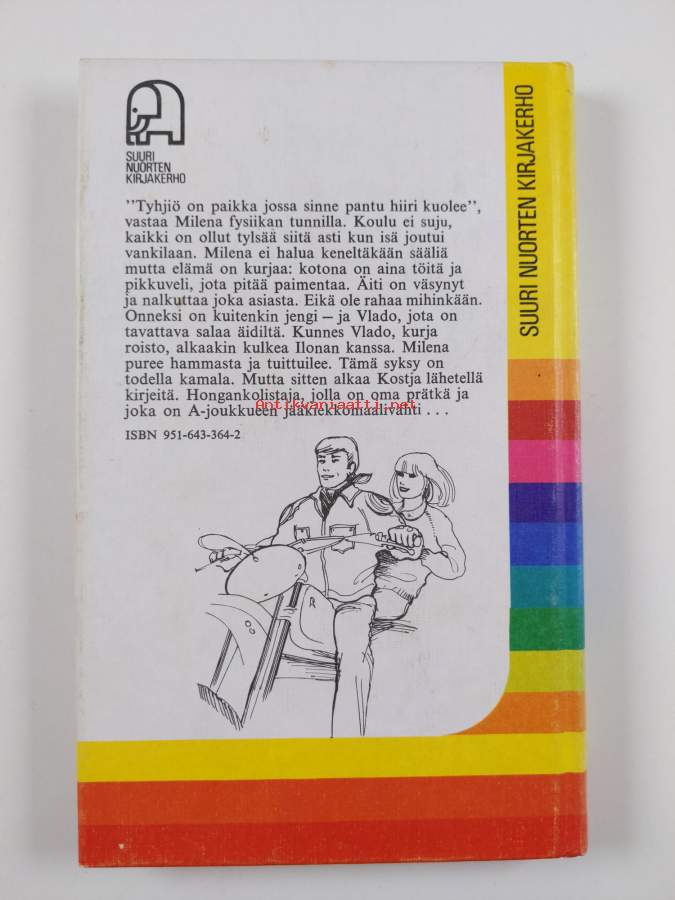 SUURI
NUORTEN
KIRJAKERHO
"Tyhjiö on paikka jossa sinne pantu hiiri kuolee",
vastaa Milena fysiikan tunnilla. Koulu ei suju,
kaikki on ollut tylsää siitä asti kun isä joutui
vankilaan. Milena ei halua keneltäkään sääliä
mutta elämä on kurjaa: kotona on aina töitä ja
pikkuveli, jota pitää paimentaa. Äiti on väsynyt
ja nalkuttaa joka asiasta. Eikä ole rahaa mihinkään.
Onneksi on kuitenkin jengi – ja Vlado, jota on
tavattava salaa äidiltä. Kunnes Vlado, kurja
roisto, alkaakin kulkea Ilonan kanssa. Milena
puree hammasta ja tuittuilee. Tämä syksy on
todella kamala. Mutta sitten alkaa Kostja lähetellä
kirjeitä. Hongankolistaja, jolla on oma prätkä ja
joka on A-joukkueen jääkiekkomaalivahti . . .
Antikvariaatti.net
ISBN 951-643-364-2
SUURI NUORTEN KIRJAKERHO